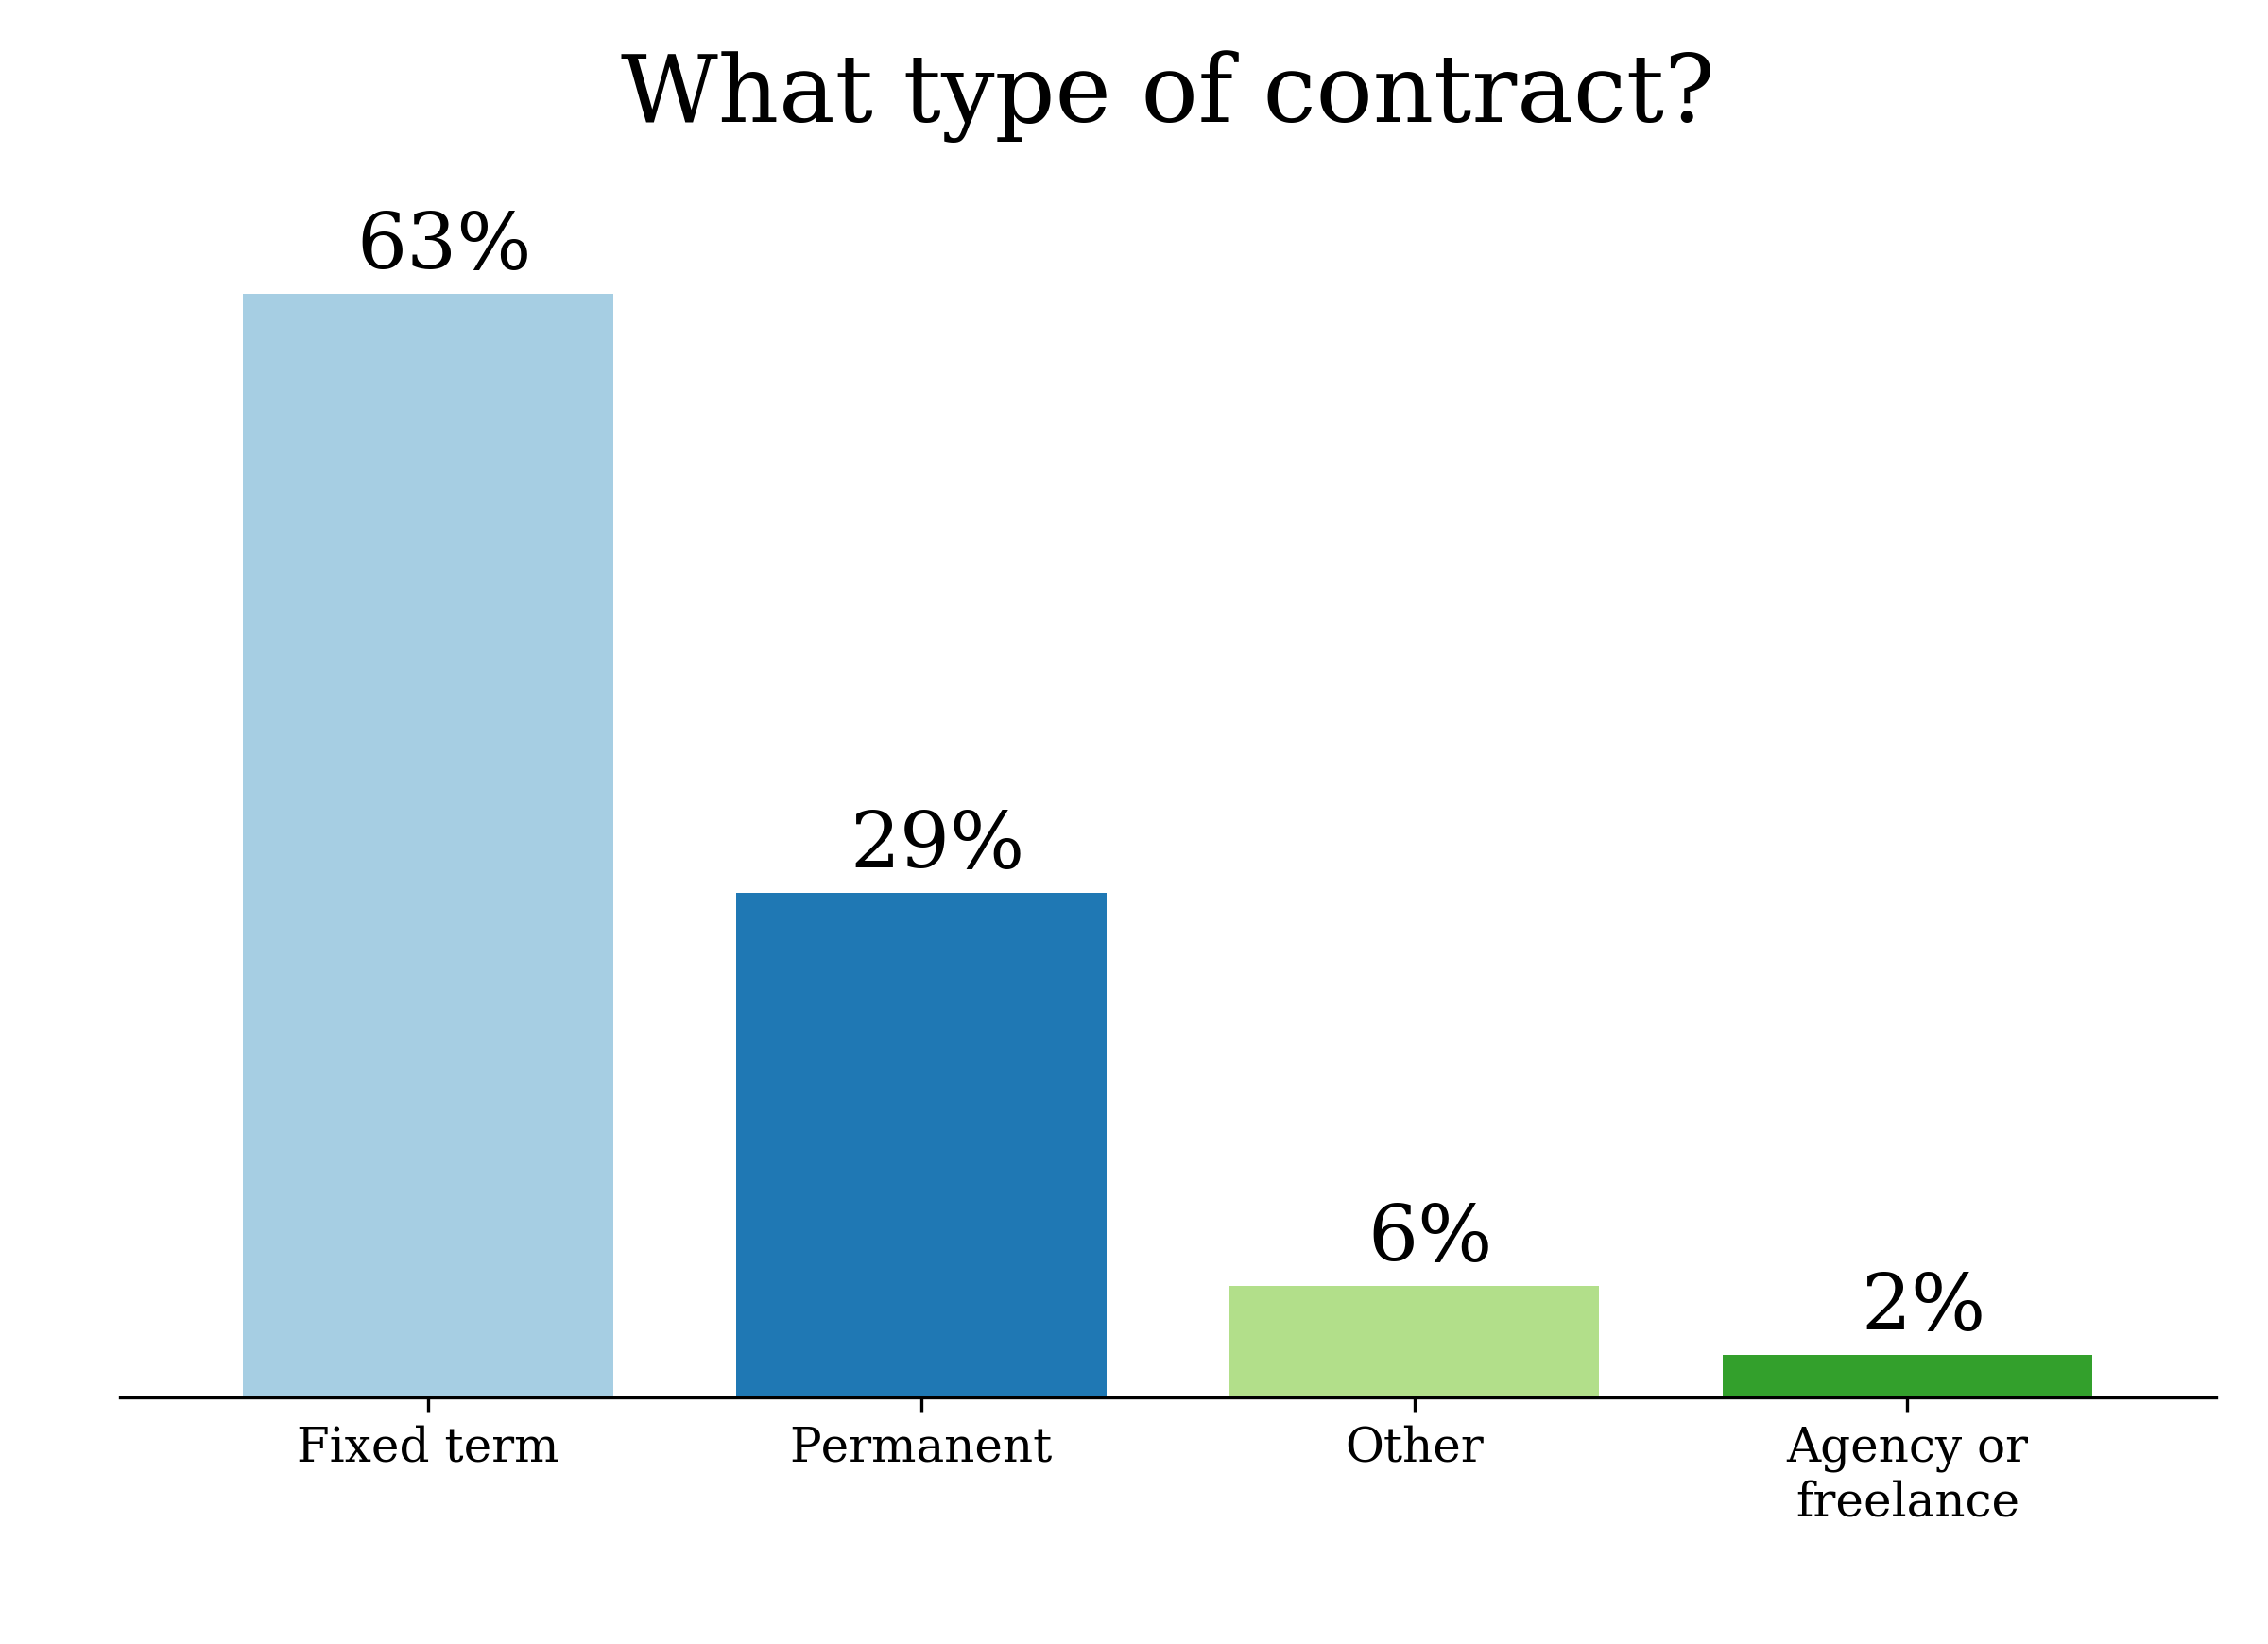 What type of contract?
63%
29%
6%
2%
Fixed term
Permanent
Other
Agency or
freelance